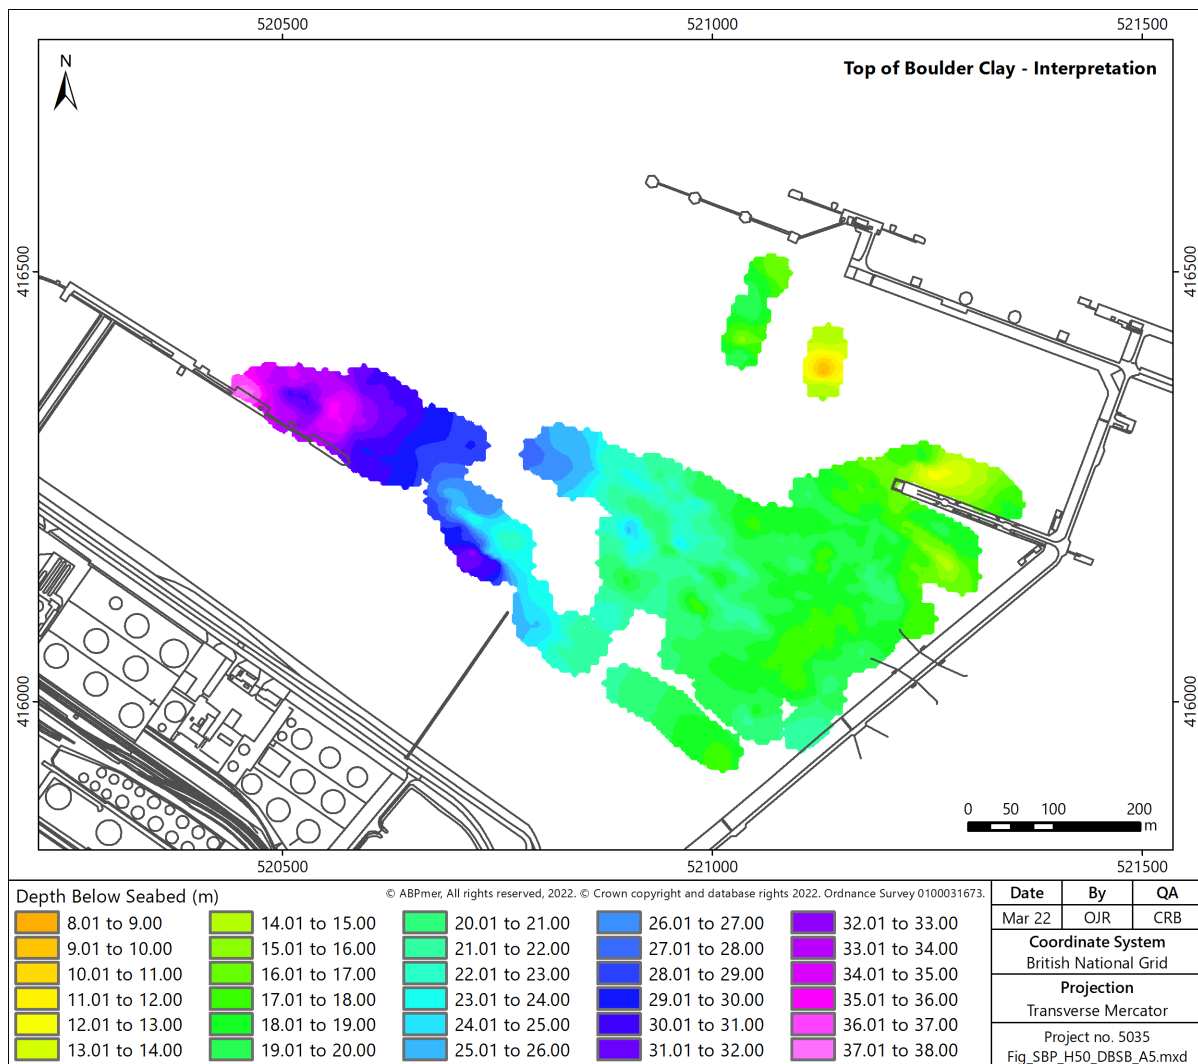 520500 521000 521500
N
Top of Boulder Clay - Interpretation
416500 416500
416000 416000
0 50 100 200
m
520500 521000 521500
Depth Below Seabed (m)
© ABPmer, All rights reserved, 2022. © Crown copyright and database rights 2022. Ordnance Survey 0100031673.
8.01 to 9.00
9.01 to 10.00
10.01 to 11.00
11.01 to 12.00
12.01 to 13.00
13.01 to 14.00
14.01 to 15.00
15.01 to 16.00
16.01 to 17.00
17.01 to 18.00
18.01 to 19.00
19.01 to 20.00
20.01 to 21.00
21.01 to 22.00
22.01 to 23.00
23.01 to 24.00
24.01 to 25.00
25.01 to 26.00
26.01 to 27.00
27.01 to 28.00
28.01 to 29.00
29.01 to 30.00
30.01 to 31.00
31.01 to 32.00
32.01 to 33.00
33.01 to 34.00
34.01 to 35.00
35.01 to 36.00
36.01 to 37.00
37.01 to 38.00
Date By QA
Mar 22 OJR CRB
Coordinate System
British National Grid
Projection
Transverse Mercator
Project no. 5035
Fig_SBP_H50_DBSB_A5.mxd